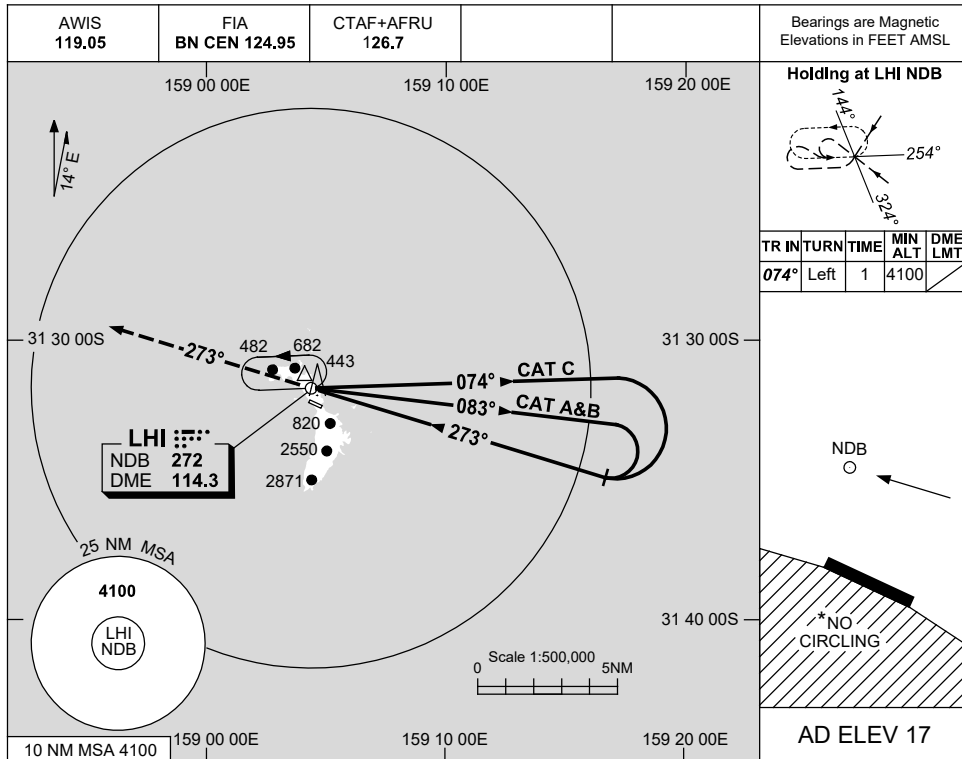 AWIS
119.05
FIA
BN CEN 124.95
CTAF+AFRU
126.7
Bearings are Magnetic
Elevations in FEET AMSL
159 00 00E
159 10 00E
159 20 00E
14° E
31 30 00S
31 30 00S
273°
482
682
443
074°
CAT C
083°
CAT A&B
273°
820
2550
2871
LHI
NDB 272
DME 114.3
25 NM MSA
4100
LHI
NDB
31 40 00S
Scale 1:500,000
0
5NM
10 NM MSA 4100
159 00 00E
159 10 00E
159 20 00E
Holding at LHI NDB
144°
254°
324°
TR IN TURN TIME MIN ALT DME LMT
074° Left 1 4100
NDB
*NO
CIRCLING
AD ELEV 17